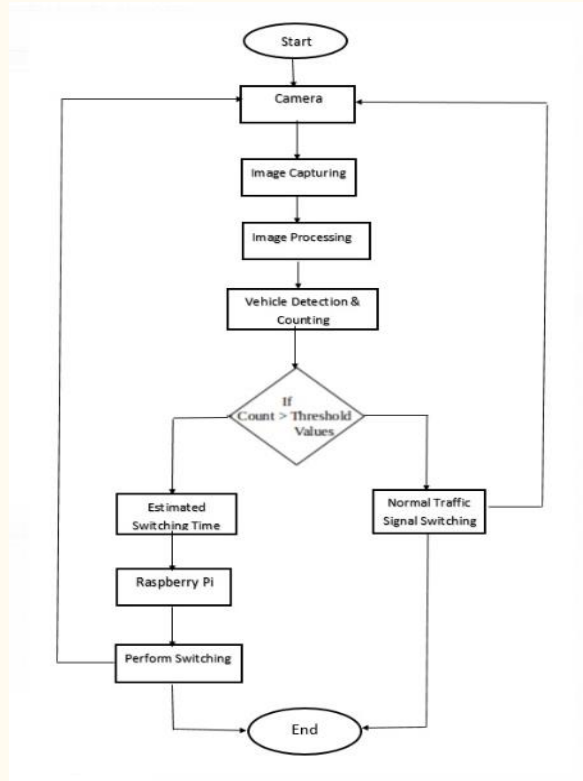 Start
Camera
Image Capturing
Image Processing
Vehicle Detection &
Counting
If
Count > Threshold
Values
Estimated
Switching Time
Normal Traffic
Signal Switching
Raspberry Pi
Perform Switching
End